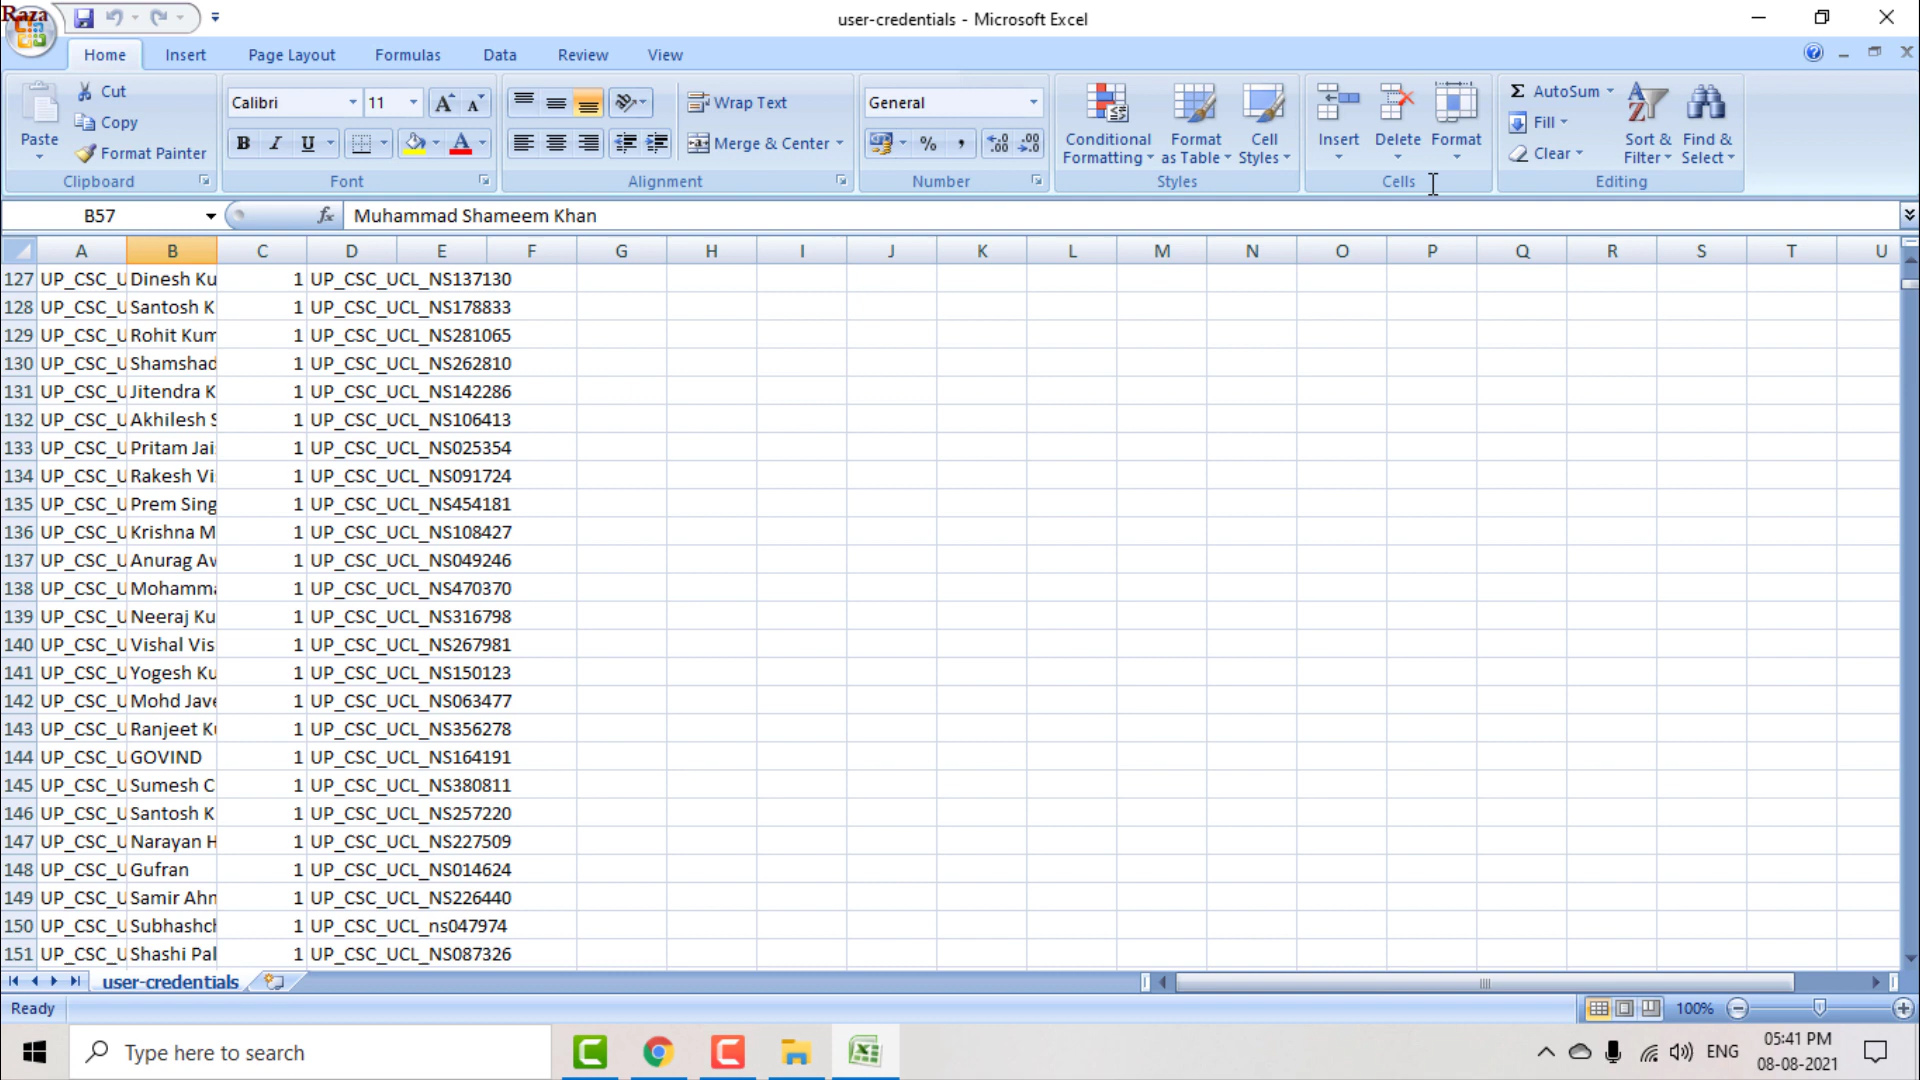 Raza
user-credentials - Microsoft Excel
Home Insert Page Layout Formulas Data Review View
Cut
Copy
Format Painter
Paste
Calibri 11
Wrap Text
Merge & Center
General
Conditional Formatting
Format as Table
Cell Styles
Insert Delete Format
AutoSum
Fill
Clear
Sort & Filter
Find & Select
Clipboard Font Alignment Number Styles Cells Editing
B57 Muhammad Shameem Khan
A B C D E F G H I J K L M N O P Q R S T U
127 UP_CSC_U Dinesh Ku 1 UP_CSC_UCL_NS137130
128 UP_CSC_U Santosh K 1 UP_CSC_UCL_NS178833
129 UP_CSC_U Rohit Kum 1 UP_CSC_UCL_NS281065
130 UP_CSC_U Shamshad 1 UP_CSC_UCL_NS262810
131 UP_CSC_U Jitendra K 1 UP_CSC_UCL_NS142286
132 UP_CSC_U Akhilesh S 1 UP_CSC_UCL_NS106413
133 UP_CSC_U Pritam Jai 1 UP_CSC_UCL_NS025354
134 UP_CSC_U Rakesh Vi 1 UP_CSC_UCL_NS091724
135 UP_CSC_U Prem Sing 1 UP_CSC_UCL_NS454181
136 UP_CSC_U Krishna M 1 UP_CSC_UCL_NS108427
137 UP_CSC_U Anurag Aw 1 UP_CSC_UCL_NS049246
138 UP_CSC_U Mohamma 1 UP_CSC_UCL_NS470370
139 UP_CSC_U Neeraj Ku 1 UP_CSC_UCL_NS316798
140 UP_CSC_U Vishal Vis 1 UP_CSC_UCL_NS267981
141 UP_CSC_U Yogesh Ku 1 UP_CSC_UCL_NS150123
142 UP_CSC_U Mohd Jave 1 UP_CSC_UCL_NS063477
143 UP_CSC_U Ranjeet Ku 1 UP_CSC_UCL_NS356278
144 UP_CSC_U GOVIND 1 UP_CSC_UCL_NS164191
145 UP_CSC_U Sumesh C 1 UP_CSC_UCL_NS380811
146 UP_CSC_U Santosh K 1 UP_CSC_UCL_NS257220
147 UP_CSC_U Narayan H 1 UP_CSC_UCL_NS227509
148 UP_CSC_U Gufran 1 UP_CSC_UCL_NS014624
149 UP_CSC_U Samir Ahm 1 UP_CSC_UCL_NS226440
150 UP_CSC_U Subhashch 1 UP_CSC_UCL_ns047974
151 UP_CSC_U Shashi Pal 1 UP_CSC_UCL_NS087326
user-credentials
Ready 100%
Type here to search
ENG
05:41 PM
08-08-2021